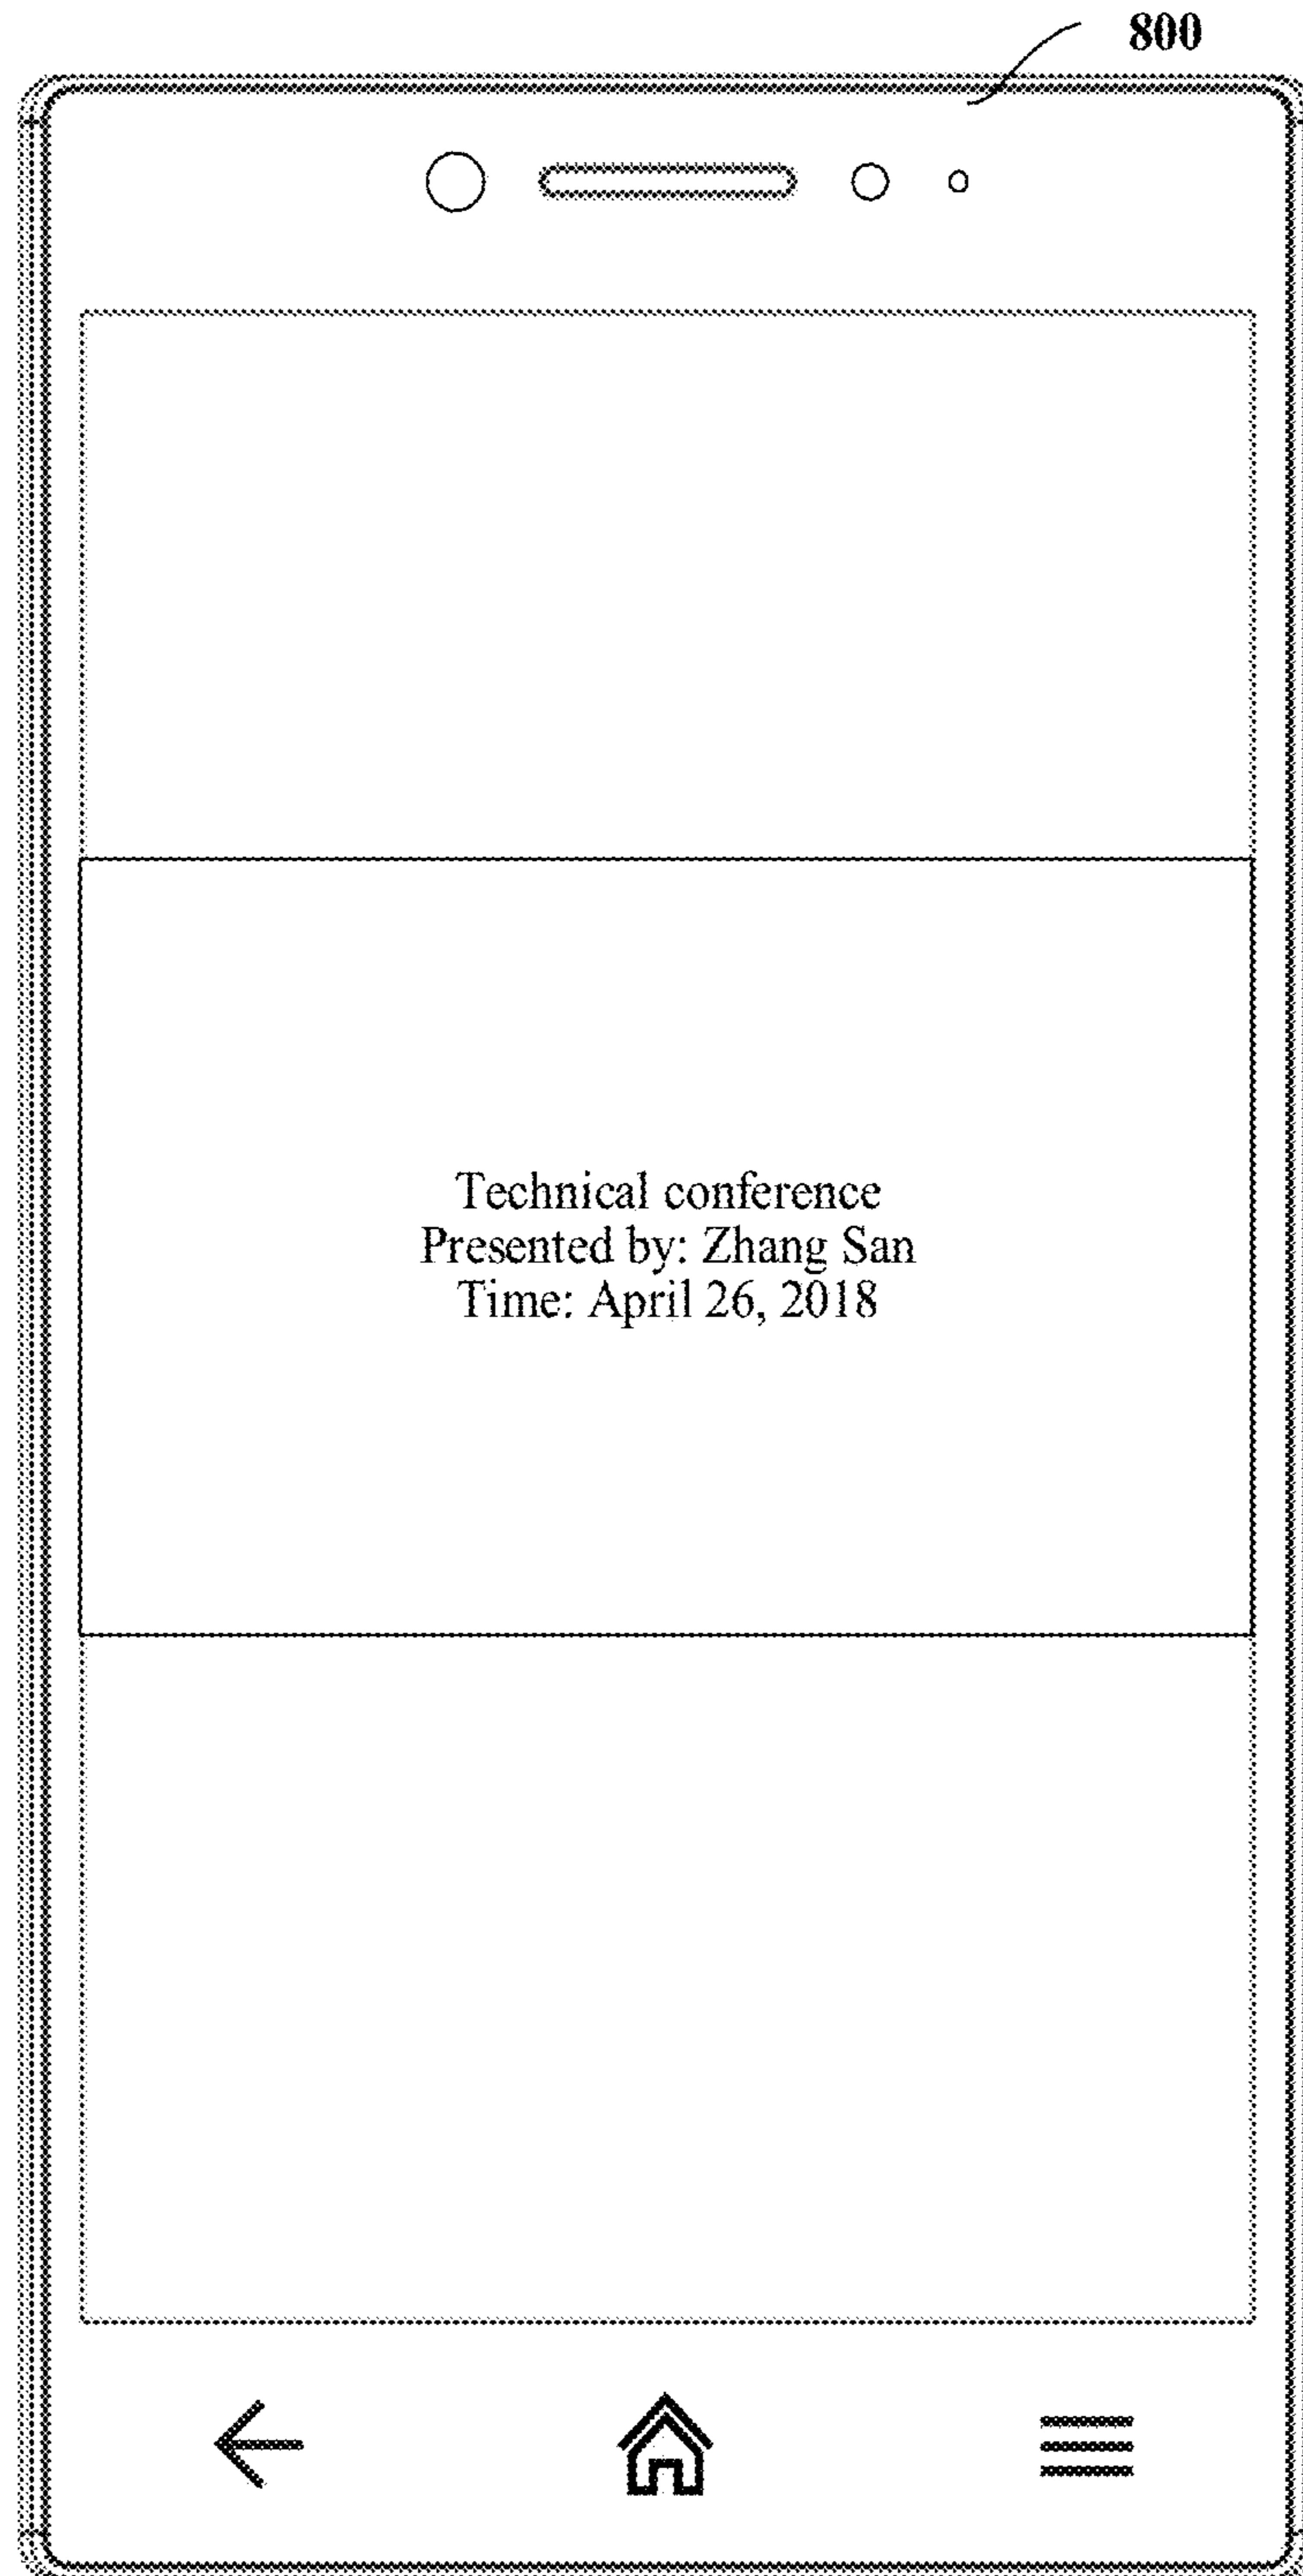 800
Technical conference
Presented by: Zhang San
Time: April 26, 2018